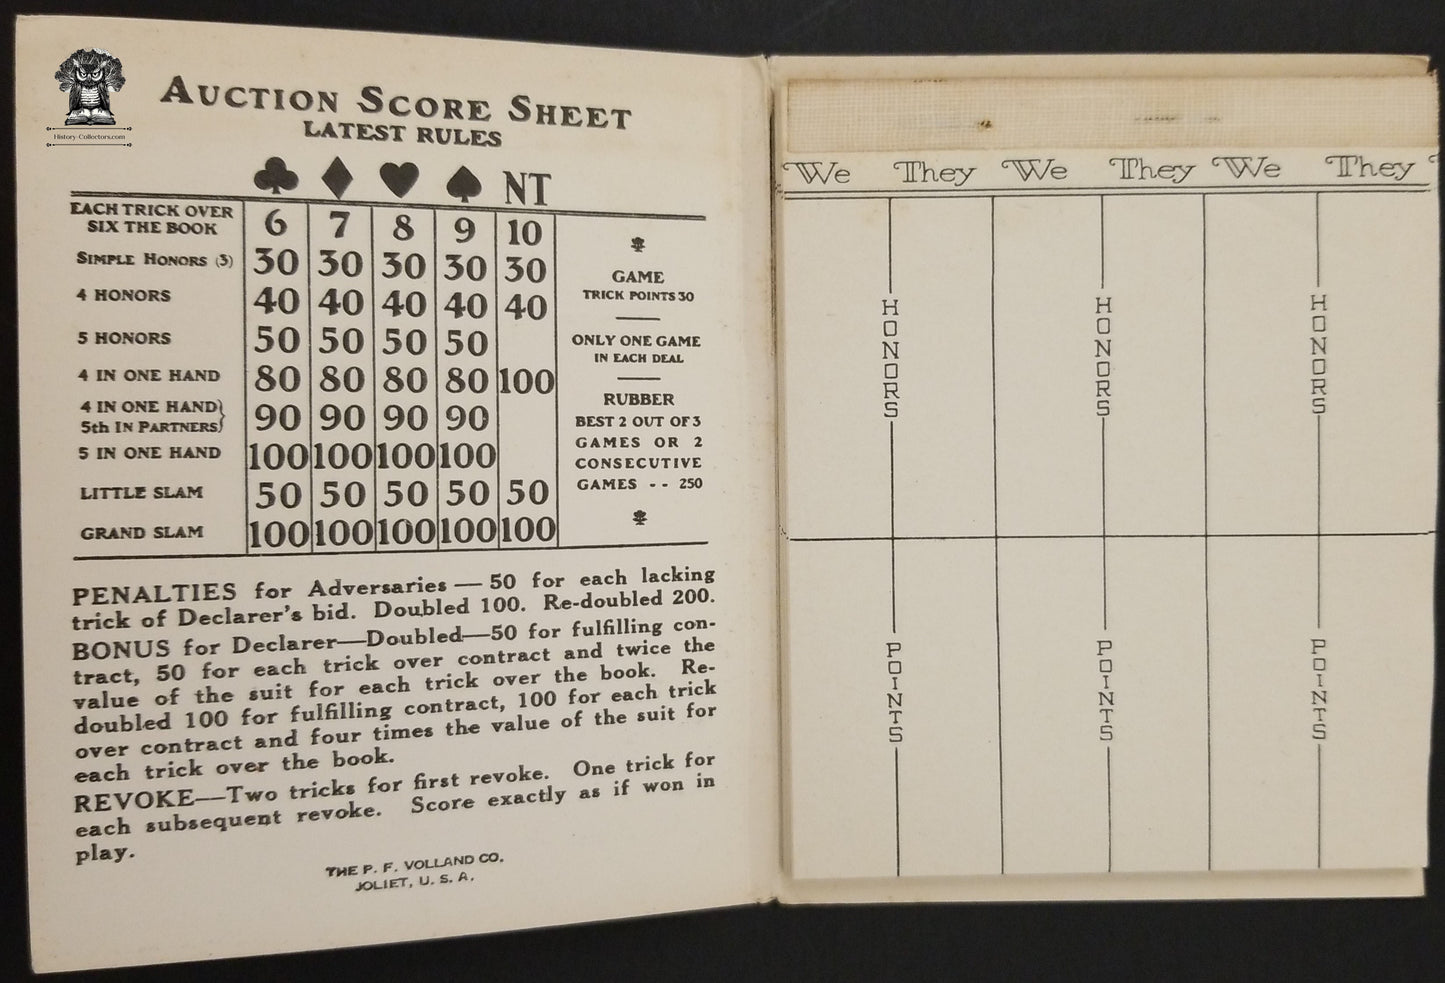 History-Collectors.com
AUCTION SCORE SHEET
LATEST RULES
♣ ♦ ♥ ♠ NT
EACH TRICK OVER
SIX THE BOOK 6 7 8 9 10
SIMPLE HONORS (3) 30 30 30 30 30
4 HONORS 40 40 40 40 40
5 HONORS 50 50 50 50
4 IN ONE HAND 80 80 80 80 100
4 IN ONE HAND}
5th IN PARTNERS} 90 90 90 90
5 IN ONE HAND 100 100 100 100
LITTLE SLAM 50 50 50 50 50
GRAND SLAM 100 100 100 100 100
GAME
TRICK POINTS 30
ONLY ONE GAME
IN EACH DEAL
RUBBER
BEST 2 OUT OF 3
GAMES OR 2
CONSECUTIVE
GAMES - - 250
PENALTIES for Adversaries — 50 for each lacking
trick of Declarer's bid. Doubled 100. Re-doubled 200.
BONUS for Declarer—Doubled—50 for fulfilling con-
tract, 50 for each trick over contract and twice the
value of the suit for each trick over the book. Re-
doubled 100 for fulfilling contract, 100 for each trick
over contract and four times the value of the suit for
each trick over the book.
REVOKE—Two tricks for first revoke. One trick for
each subsequent revoke. Score exactly as if won in
play.
THE P. F. VOLLAND CO.
JOLIET, U. S. A.
We They We They We They
HONORS HONORS HONORS
POINTS POINTS POINTS